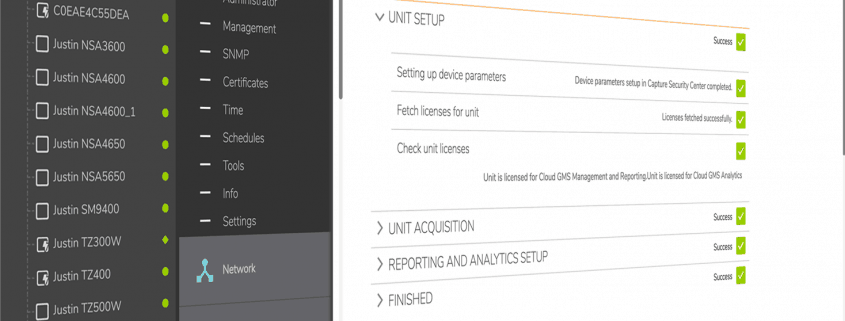 C0EAE4C55DEA
Justin NSA3600
Justin NSA4600
Justin NSA4600_1
Justin NSA4650
Justin NSA5650
Justin SM9400
Justin TZ300W
Justin TZ400
Justin TZ500W
Administrator
Management
SNMP
Certificates
Time
Schedules
Tools
Info
Settings
Network
UNIT SETUP
Success
Setting up device parameters
Device parameters setup in Capture Security Center completed.
Fetch licenses for unit
Licenses fetched successfully.
Check unit licenses
Unit is licensed for Cloud GMS Management and Reporting.Unit is licensed for Cloud GMS Analytics
UNIT ACQUISITION
Success
REPORTING AND ANALYTICS SETUP
Success
FINISHED
Success